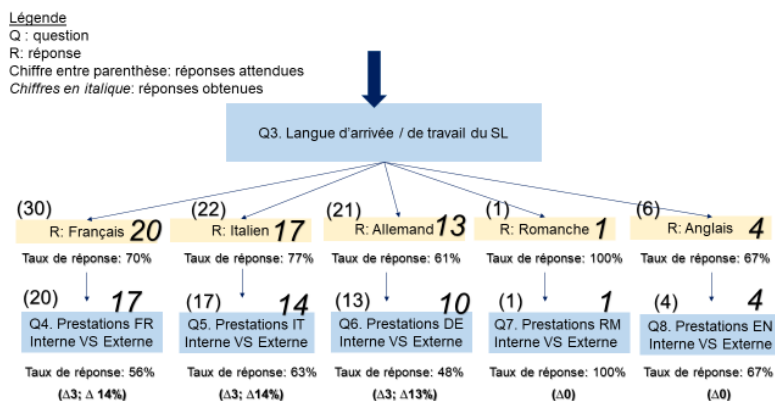 Légende
Q : question
R: réponse
Chiffre entre parenthèse: réponses attendues
Chiffres en italique: réponses obtenues
Q3. Langue d'arrivée / de travail du SL
(30) (22) (21) (1) (6)
R: Français 20 R: Italien 17 R: Allemand 13 R: Romanche 1 R: Anglais 4
Taux de réponse: 70% Taux de réponse: 77% Taux de réponse: 61% Taux de réponse: 100% Taux de réponse: 67%
(20) 17 (17) 14 (13) 10 (1) 1 (4) 4
Q4. Prestations FR Q5. Prestations IT Q6. Prestations DE Q7. Prestations RM Q8. Prestations EN
Interne VS Externe Interne VS Externe Interne VS Externe Interne VS Externe Interne VS Externe
Taux de réponse: 56% Taux de réponse: 63% Taux de réponse: 48% Taux de réponse: 100% Taux de réponse: 67%
(Δ3; Δ 14%) (Δ3; Δ14%) (Δ3; Δ13%) (Δ0) (Δ0)